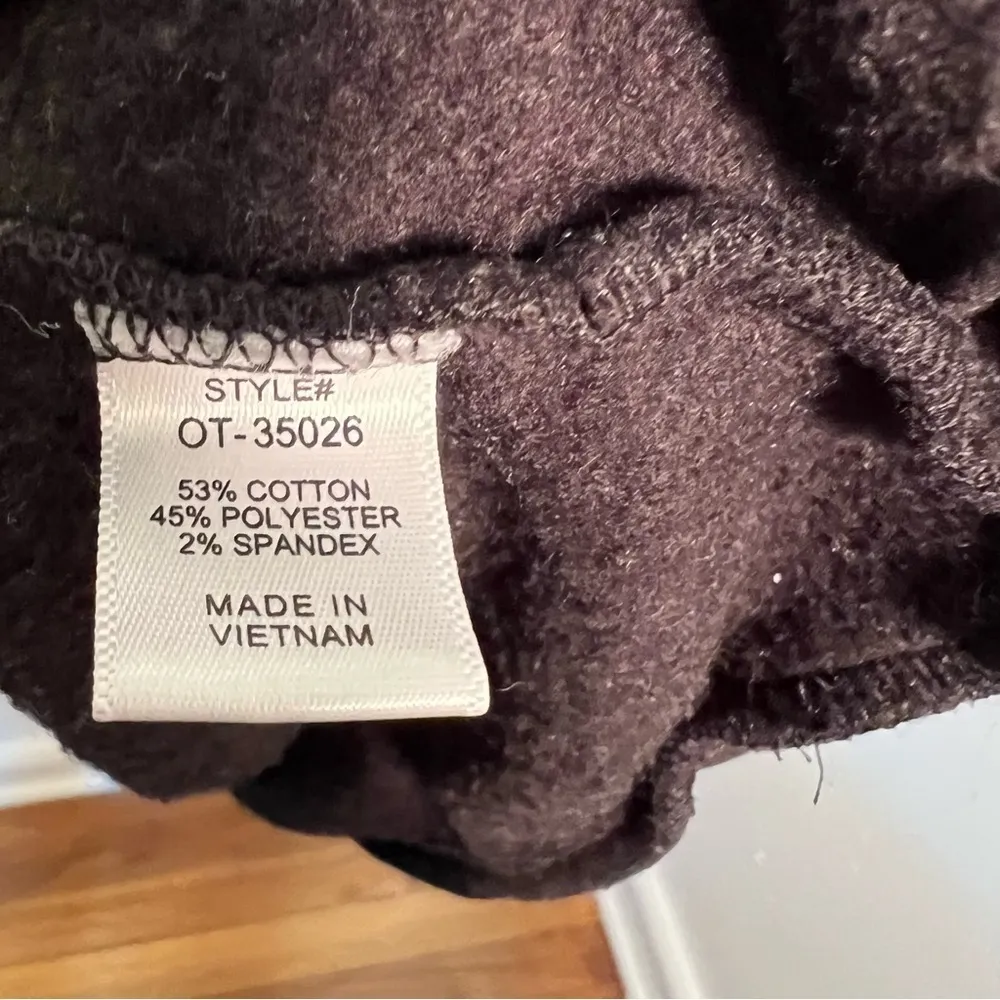 STYLE#
OT-35026
53% COTTON
45% POLYESTER
2% SPANDEX
MADE IN
VIETNAM